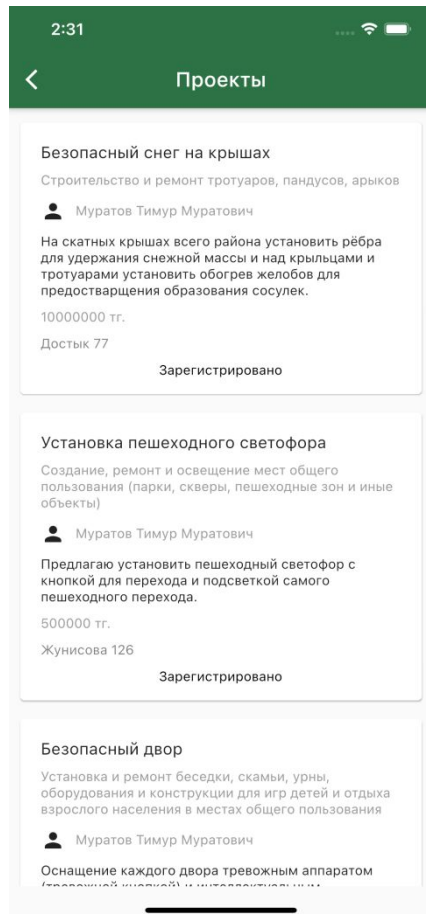 2:31
Проекты
Безопасный снег на крышах
Строительство и ремонт тротуаров, пандусов, арыков
Муратов Тимур Муратович
На скатных крышах всего района установить рёбра
для удержания снежной массы и над крыльцами и
тротуарами установить обогрев желобов для
предостварщения образования сосулек.
10000000 тг.
Достык 77
Зарегистрировано
Установка пешеходного светофора
Создание, ремонт и освещение мест общего
пользования (парки, скверы, пешеходные зон и иные
объекты)
Муратов Тимур Муратович
Предлагаю установить пешеходный светофор с
кнопкой для перехода и подсветкой самого
пешеходного перехода.
500000 тг.
Жунисова 126
Зарегистрировано
Безопасный двор
Установка и ремонт беседки, скамьи, урны,
оборудования и конструкции для игр детей и отдыха
взрослого населения в местах общего пользования
Муратов Тимур Муратович
Оснащение каждого двора тревожным аппаратом
(тревожной кнопкой) и интеллектуальным